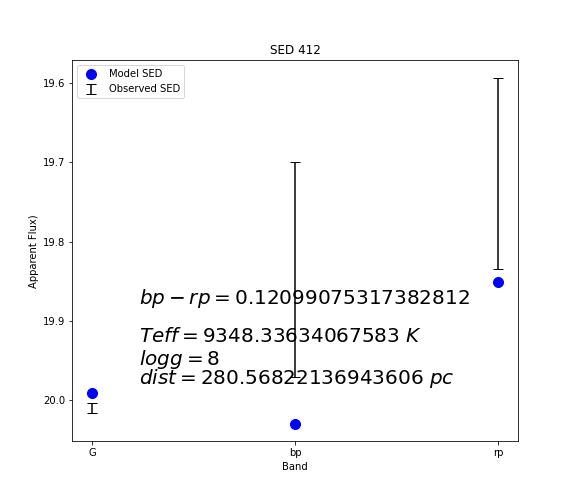 SED 412
Model SED
Observed SED
19.6
19.7
19.8
19.9
20.0
Apparent Flux)
bp − rp = 0.12099075317382812
Teff = 9348.33634067583 K
logg = 8
dist = 280.56822136943606 pc
G bp rp
Band